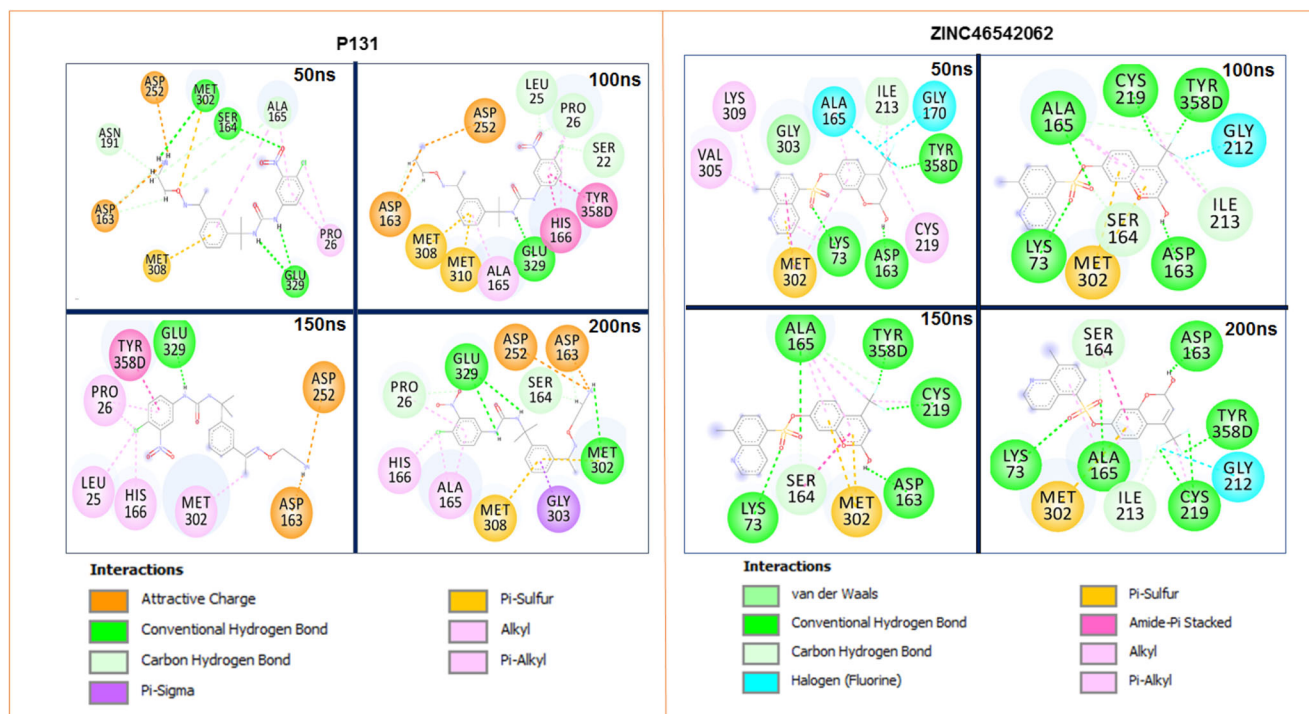 P131
50ns
ASP
252
MET
302
SER
164
ALA
165
ASN
191
ASP
163
MET
308
PRO
26
GLU
329
100ns
LEU
25
PRO
26
ASP
252
SER
22
ASP
163
TYR
358D
MET
308
HIS
166
MET
310
GLU
329
ALA
165
150ns
GLU
329
TYR
358D
PRO
26
ASP
252
LEU
25
HIS
166
MET
302
ASP
163
200ns
ASP
252
ASP
163
GLU
329
SER
164
PRO
26
HIS
166
MET
302
ALA
165
MET
308
GLY
303
Interactions
Attractive Charge
Conventional Hydrogen Bond
Carbon Hydrogen Bond
Pi-Sigma
Pi-Sulfur
Alkyl
Pi-Alkyl
ZINC46542062
50ns
LYS
309
ALA
165
ILE
213
GLY
170
GLY
303
TYR
358D
VAL
305
CYS
219
LYS
73
MET
302
ASP
163
100ns
CYS
219
TYR
358D
ALA
165
GLY
212
ILE
213
SER
164
LYS
73
MET
302
ASP
163
150ns
ALA
165
TYR
358D
CYS
219
SER
164
ASP
163
LYS
73
MET
302
200ns
SER
164
ASP
163
TYR
358D
LYS
73
ALA
165
GLY
212
MET
302
ILE
213
CYS
219
Interactions
van der Waals
Conventional Hydrogen Bond
Carbon Hydrogen Bond
Halogen (Fluorine)
Pi-Sulfur
Amide-Pi Stacked
Alkyl
Pi-Alkyl